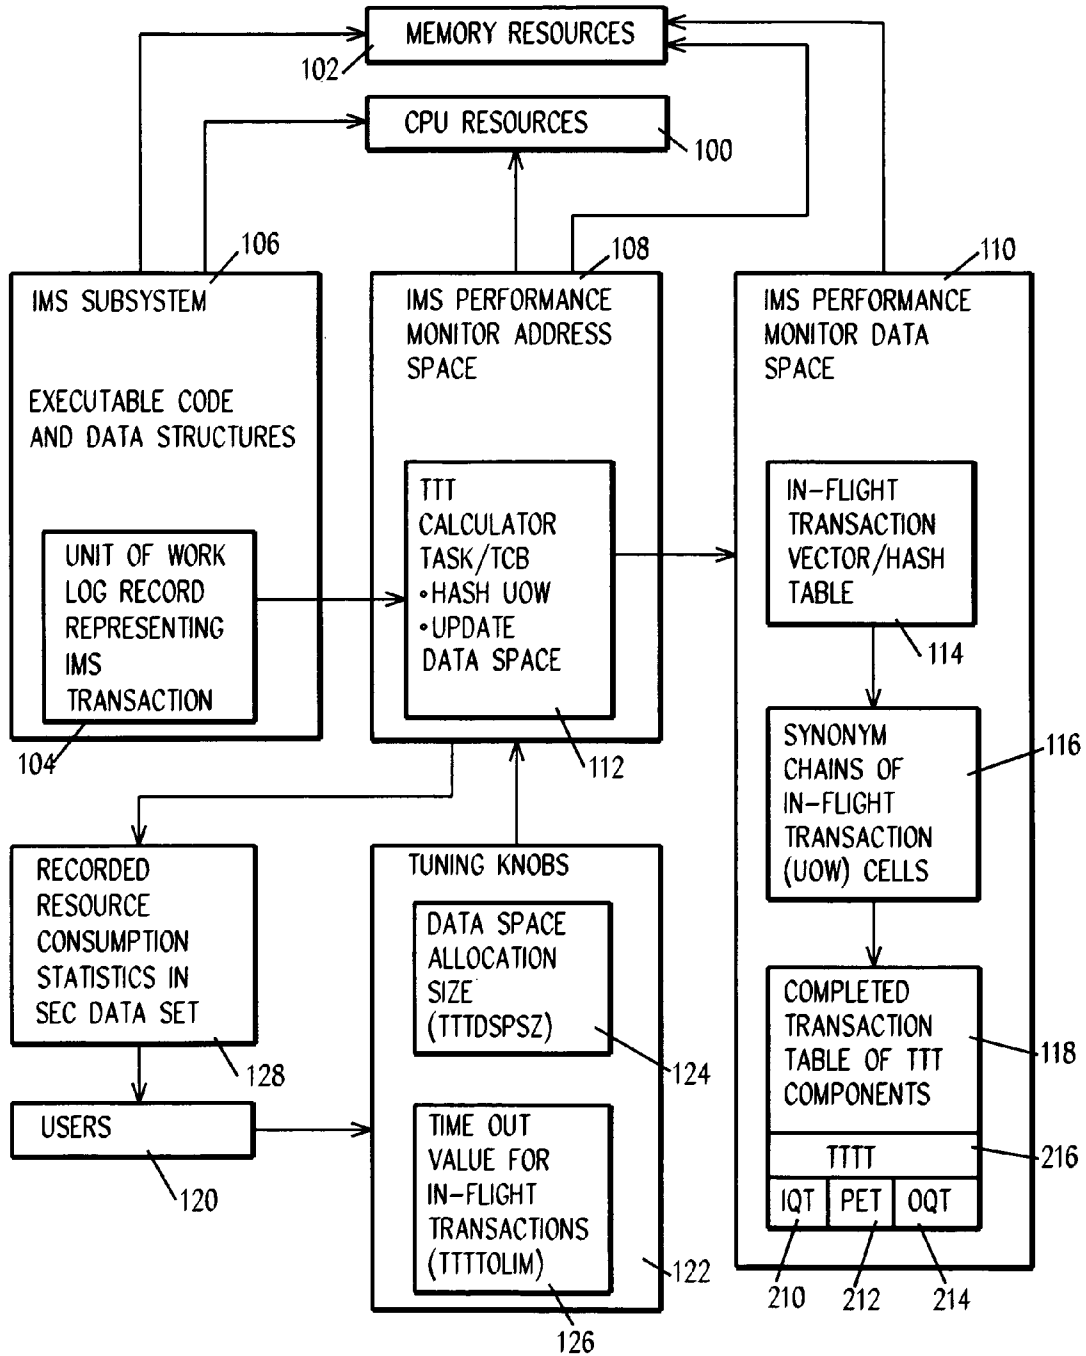 MEMORY RESOURCES
102
CPU RESOURCES
100
106
108
110
IMS SUBSYSTEM
EXECUTABLE CODE
AND DATA STRUCTURES
UNIT OF WORK
LOG RECORD
REPRESENTING
IMS
TRANSACTION
104
IMS PERFORMANCE
MONITOR ADDRESS
SPACE
TTT
CALCULATOR
TASK/TCB
•HASH UOW
•UPDATE
DATA SPACE
112
IMS PERFORMANCE
MONITOR DATA
SPACE
IN-FLIGHT
TRANSACTION
VECTOR/HASH
TABLE
114
SYNONYM
CHAINS OF
IN-FLIGHT
TRANSACTION
(UOW) CELLS
116
COMPLETED
TRANSACTION
TABLE OF TTT
COMPONENTS
118
TTTT
216
IQT
PET
OQT
210
212
214
RECORDED
RESOURCE
CONSUMPTION
STATISTICS IN
SEC DATA SET
128
USERS
120
TUNING KNOBS
DATA SPACE
ALLOCATION
SIZE
(TTTDSPSZ)
124
TIME OUT
VALUE FOR
IN-FLIGHT
TRANSACTIONS
(TTTTOLIM)
122
126